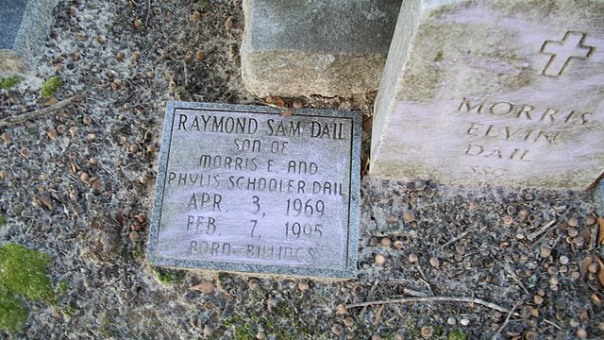 RAYMOND SAM DAIL
SON OF
MORRIS E. AND
PHYLIS SCHOOLER DAIL
APR. 3, 1969
FEB. 7, 1995
BORN-BILLINGS
MORRIS
ELVIN
DAIL
SSG